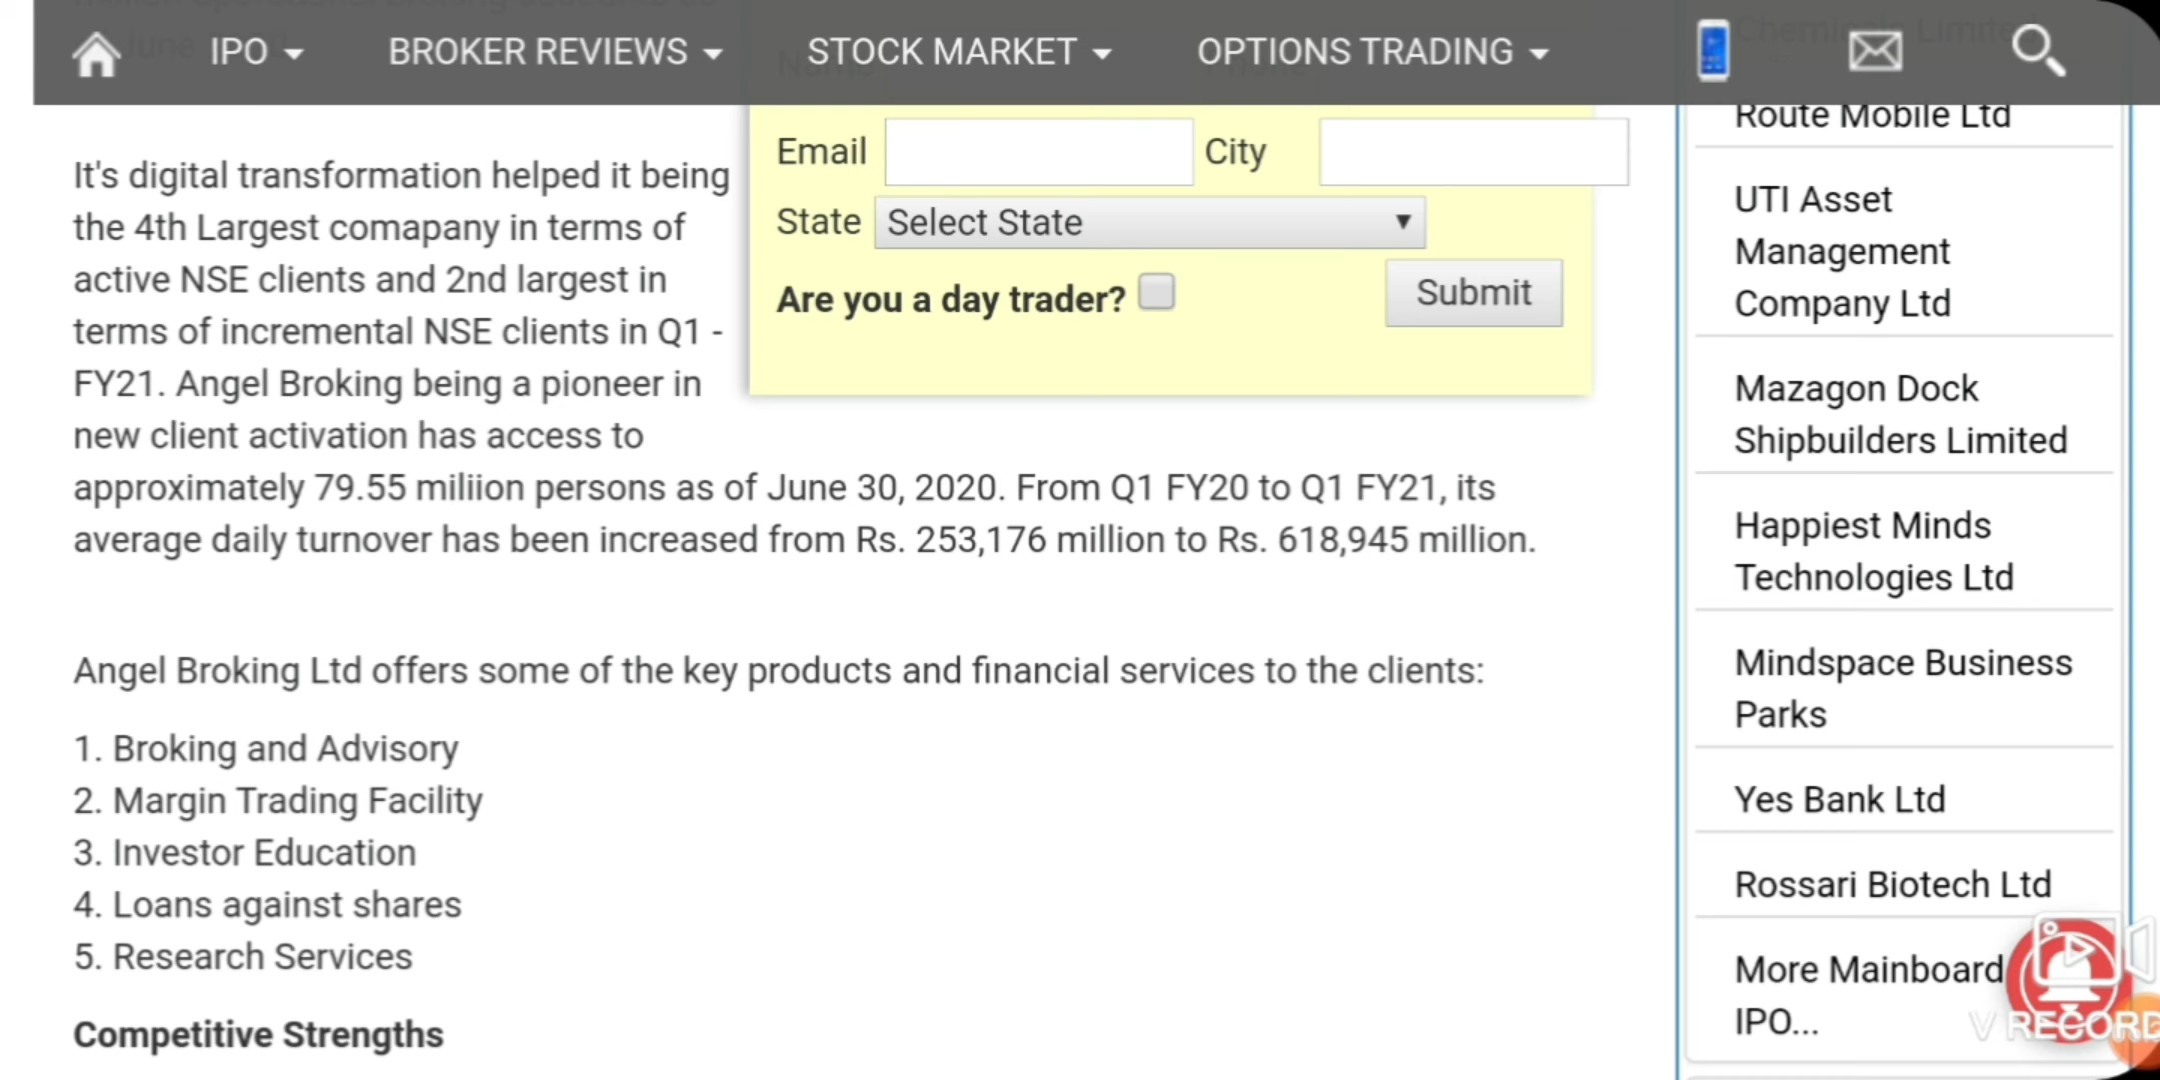 IPO
BROKER REVIEWS
STOCK MARKET
OPTIONS TRADING
It's digital transformation helped it being
the 4th Largest comapany in terms of
active NSE clients and 2nd largest in
terms of incremental NSE clients in Q1 -
FY21. Angel Broking being a pioneer in
new client activation has access to
approximately 79.55 miliion persons as of June 30, 2020. From Q1 FY20 to Q1 FY21, its
average daily turnover has been increased from Rs. 253,176 million to Rs. 618,945 million.
Angel Broking Ltd offers some of the key products and financial services to the clients:
1. Broking and Advisory
2. Margin Trading Facility
3. Investor Education
4. Loans against shares
5. Research Services
Competitive Strengths
Email
City
State
Select State
Are you a day trader?
Submit
Chemicals Limited
Route Mobile Ltd
UTI Asset
Management
Company Ltd
Mazagon Dock
Shipbuilders Limited
Happiest Minds
Technologies Ltd
Mindspace Business
Parks
Yes Bank Ltd
Rossari Biotech Ltd
More Mainboard
IPO...
V RECORD